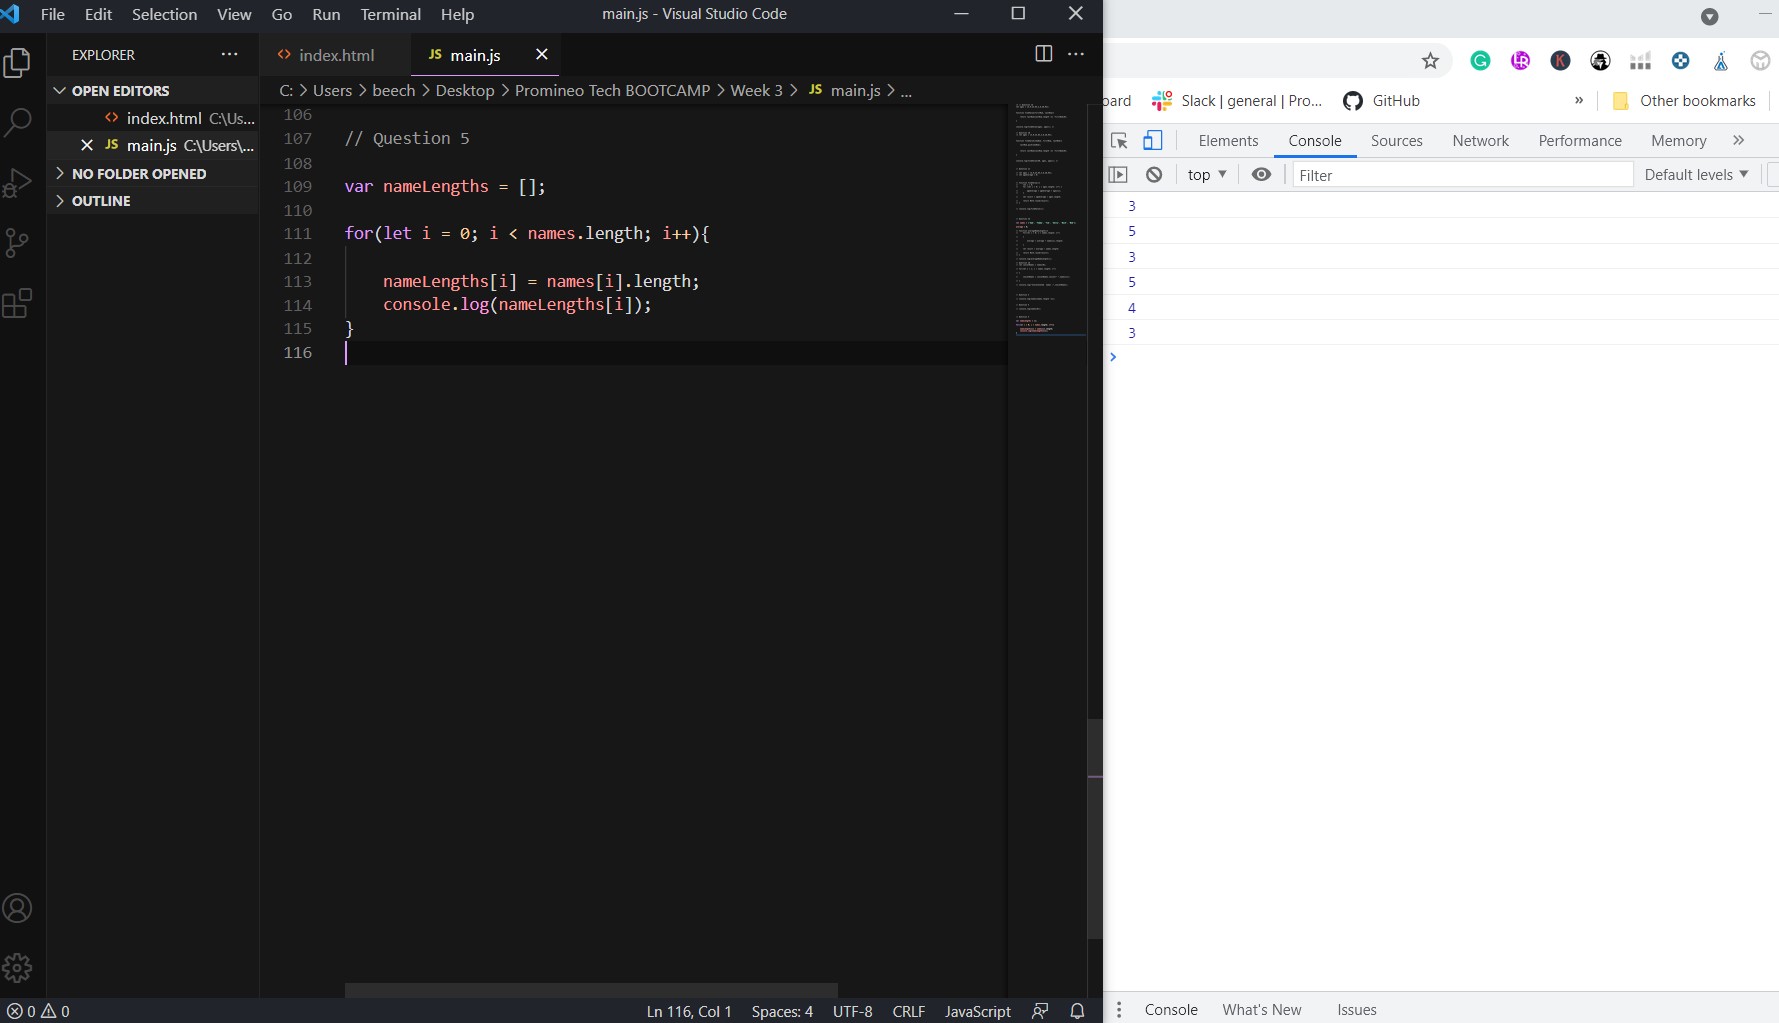 File Edit Selection View Go Run Terminal Help main.js - Visual Studio Code
EXPLORER
OPEN EDITORS
index.html C:\Us...
main.js C:\Users\...
NO FOLDER OPENED
OUTLINE
index.html
JS main.js
C: > Users > beech > Desktop > Promineo Tech BOOTCAMP > Week 3 > JS main.js > ...
106
107 // Question 5
108
109 var nameLengths = [];
110
111 for(let i = 0; i < names.length; i++){
112
113 nameLengths[i] = names[i].length;
114 console.log(nameLengths[i]);
115 }
116
0 0
Ln 116, Col 1 Spaces: 4 UTF-8 CRLF JavaScript
oard Slack | general | Pro... GitHub » Other bookmarks
Elements Console Sources Network Performance Memory »
top Filter Default levels
3
5
3
5
4
3
Console What's New Issues